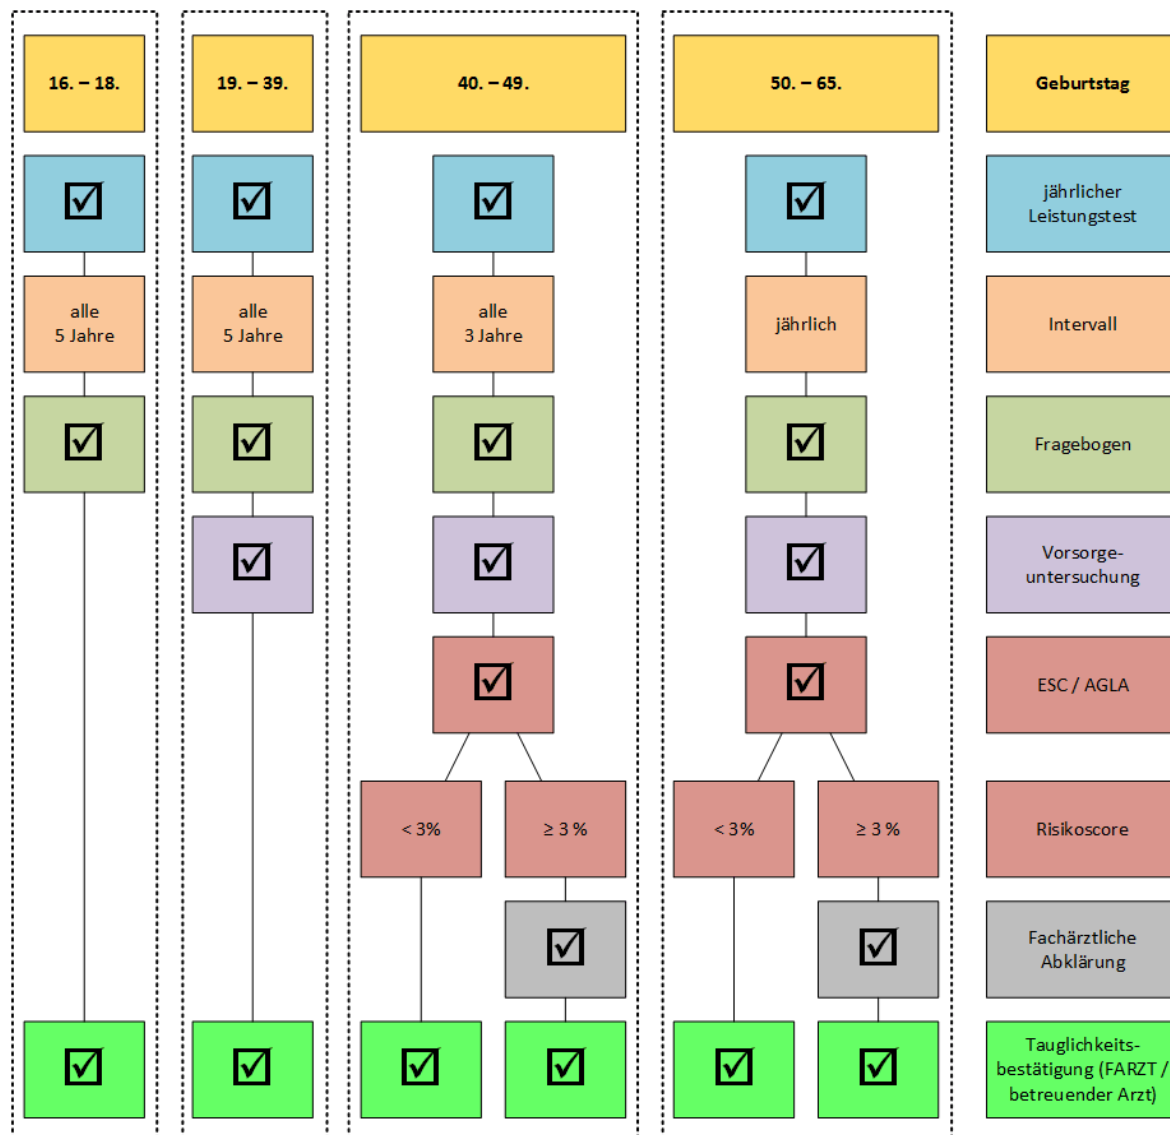 16. – 18.
19. – 39.
40. – 49.
50. – 65.
Geburtstag
jährlicher
Leistungstest
alle
5 Jahre
alle
5 Jahre
alle
3 Jahre
jährlich
Intervall
Fragebogen
Vorsorge-
untersuchung
ESC / AGLA
< 3%
≥ 3 %
< 3%
≥ 3 %
Risikoscore
Fachärztliche
Abklärung
Tauglichkeits-
bestätigung (FARZT /
betreuender Arzt)